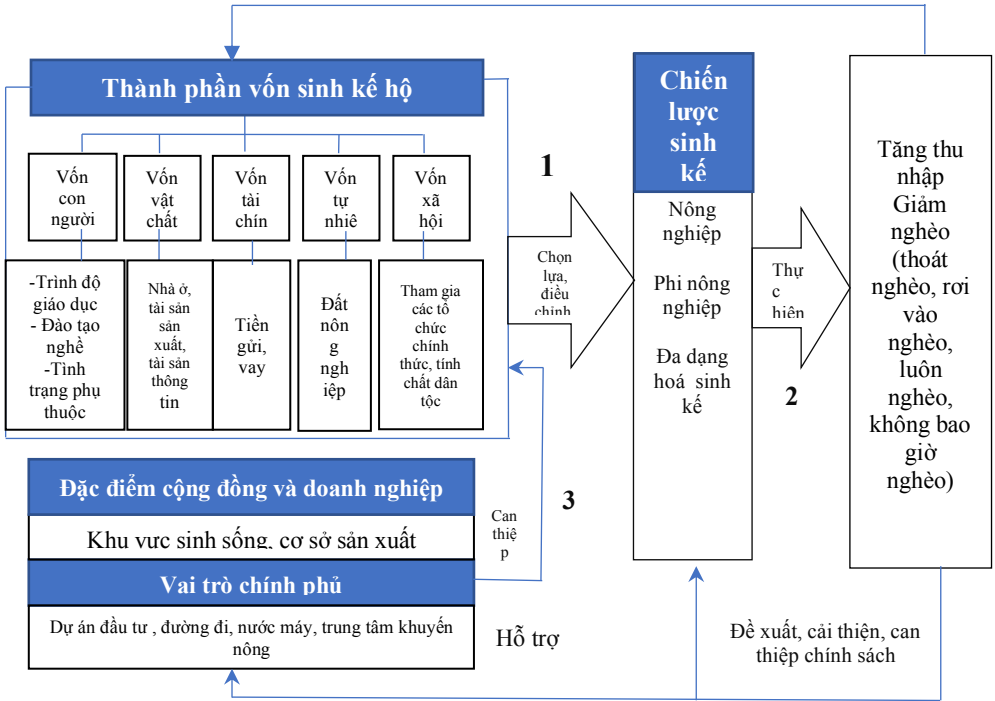 Thành phần vốn sinh kế hộ
Vốn
con
người
Vốn
vật
chất
Vốn
tài
chín
Vốn
tự
nhiê
Vốn
xã
hội
-Trình độ
giáo dục
- Đào tạo
nghề
-Tình
trạng phụ
thuộc
Nhà ở,
tài sản
sản
xuất,
tài sản
thông
tin
Tiền
gửi,
vay
Đất
nôn
g
ngh
iệp
Tham gia
các tổ
chức
chính
thức, tính
chất dân
tộc
1
Chọn
lựa,
điều
chỉnh
Chiến
lược
sinh
kế
Nông
nghiệp
Phi nông
nghiệp
Đa dạng
hoá sinh
kế
Thự
c
hiện
2
Tăng thu
nhập
Giảm
nghèo
(thoát
nghèo, rơi
vào
nghèo,
luôn
nghèo,
không bao
giờ
nghèo)
Đặc điểm cộng đồng và doanh nghiệp
Khu vực sinh sống, cơ sở sản xuất
Vai trò chính phủ
Dự án đầu tư , đường đi, nước máy, trung tâm khuyến
nông
Can
thiệ
p
3
Hỗ trợ
Đề xuất, cải thiện, can
thiệp chính sách